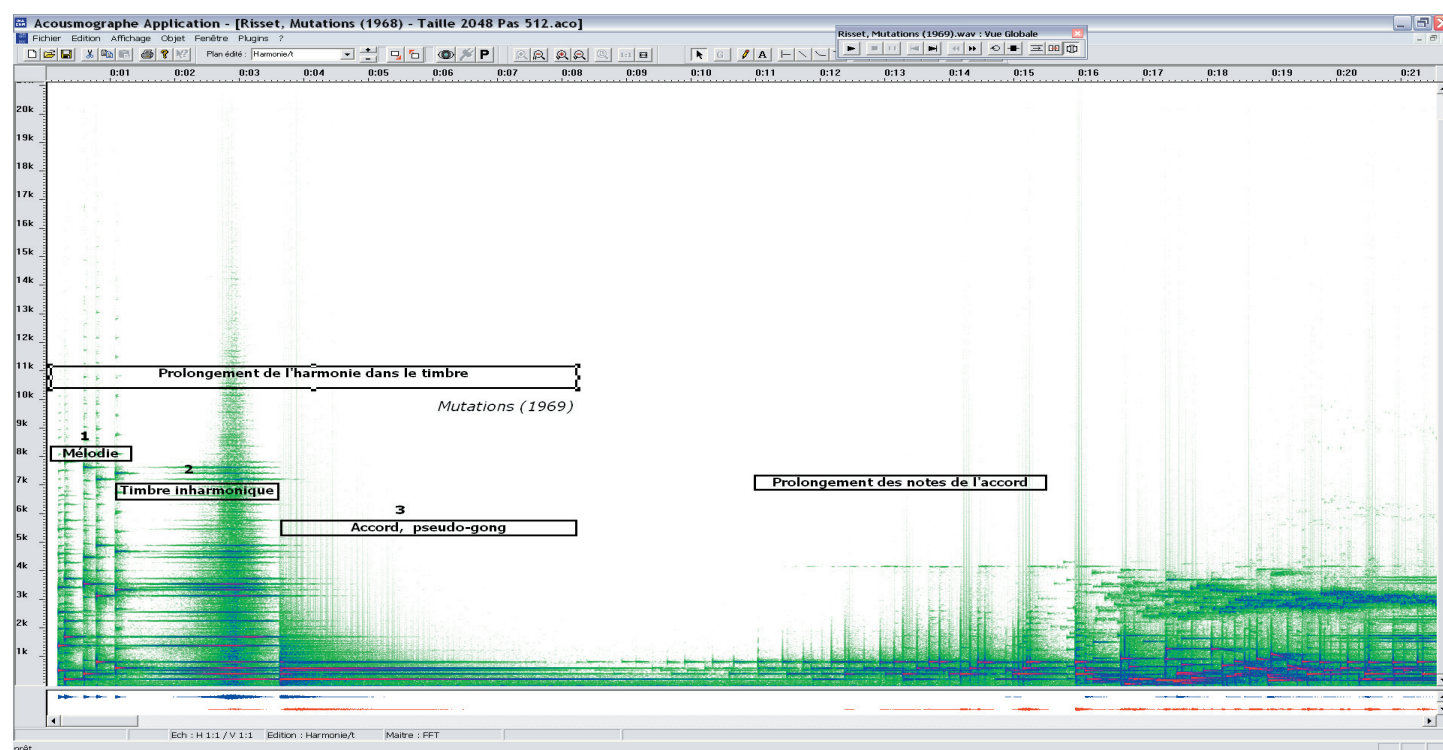 Acousmographe Application - [Risset, Mutations (1968) - Taille 2048 Pas 512.aco]
Fichier Edition Affichage Objet Fenêtre Plugins ?
Risset, Mutations (1969).wav : Vue Globale
Plan édité : Harmonie/t
P
1:1
G
A
0:01 0:02 0:03 0:04 0:05 0:06 0:07 0:08 0:09 0:10 0:11 0:12 0:13 0:14 0:15 0:16 0:17 0:18 0:19 0:20 0:21
20k
19k
18k
17k
16k
15k
14k
13k
12k
11k
Prolongement de l'harmonie dans le timbre
10k
Mutations (1969)
9k
1
8k
Mélodie
2
7k
Timbre inharmonique
Prolongement des notes de l'accord
6k
3
Accord, pseudo-gong
5k
4k
3k
2k
1k
Ech : H 1:1 / V 1:1 Edition : Harmonie/t Maitre : FFT
prêt